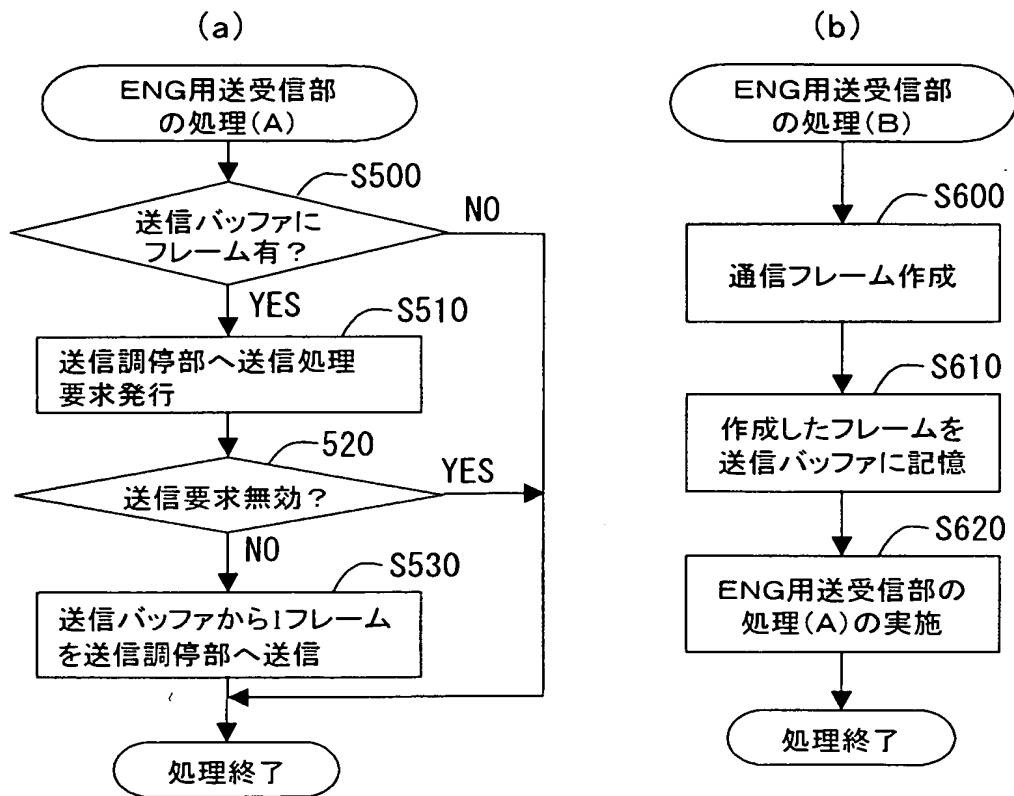 (a)
ENG用送受信部
の処理(A)
S500
送信バッファに
フレーム有?
NO
YES
S510
送信調停部へ送信処理
要求発行
520
送信要求無効?
YES
NO
S530
送信バッファから1フレーム
を送信調停部へ送信
処理終了
(b)
ENG用送受信部
の処理(B)
S600
通信フレーム作成
S610
作成したフレームを
送信バッファに記憶
S620
ENG用送受信部の
処理(A)の実施
処理終了